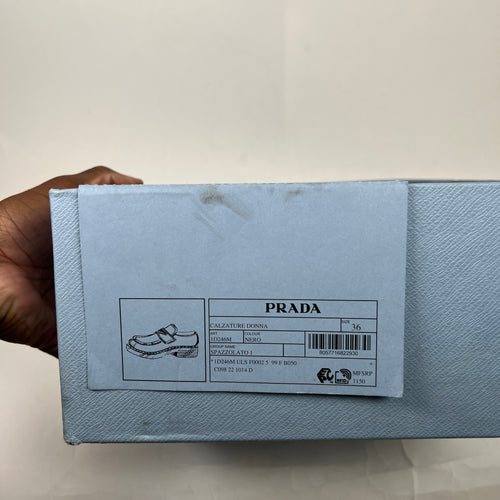 PRADA
CALZATURE DONNA
SIZE
36
ART.
COLOUR
1D246M
NERO
GROUP NAME
SPAZZOLATO 1
8057716822930
* 1D246M ULS F0002 5 99 F B050 *
C098 22 1014 D
RFID
MFSRP
1150